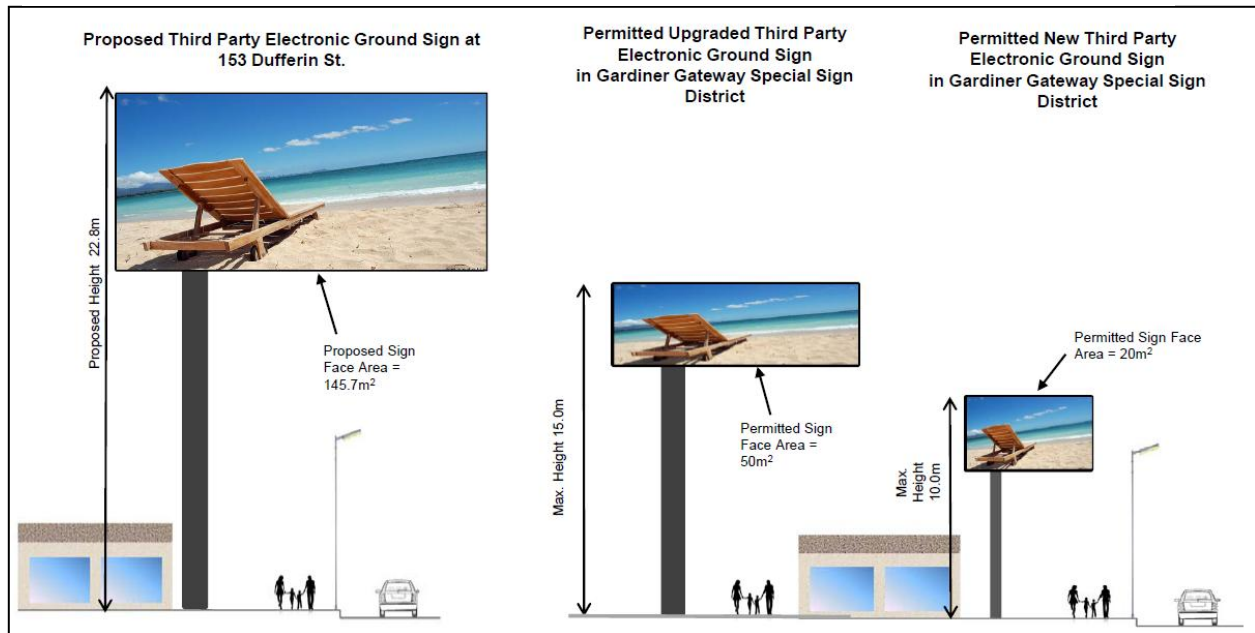 Proposed Third Party Electronic Ground Sign at
153 Dufferin St.
Proposed Height 22.8m
Proposed Sign
Face Area =
145.7m²
Permitted Upgraded Third Party
Electronic Ground Sign
in Gardiner Gateway Special Sign
District
Max. Height 15.0m
Permitted Sign
Face Area =
50m²
Permitted New Third Party
Electronic Ground Sign
in Gardiner Gateway Special Sign
District
Permitted Sign Face
Area = 20m²
Max.
Height
10.0m